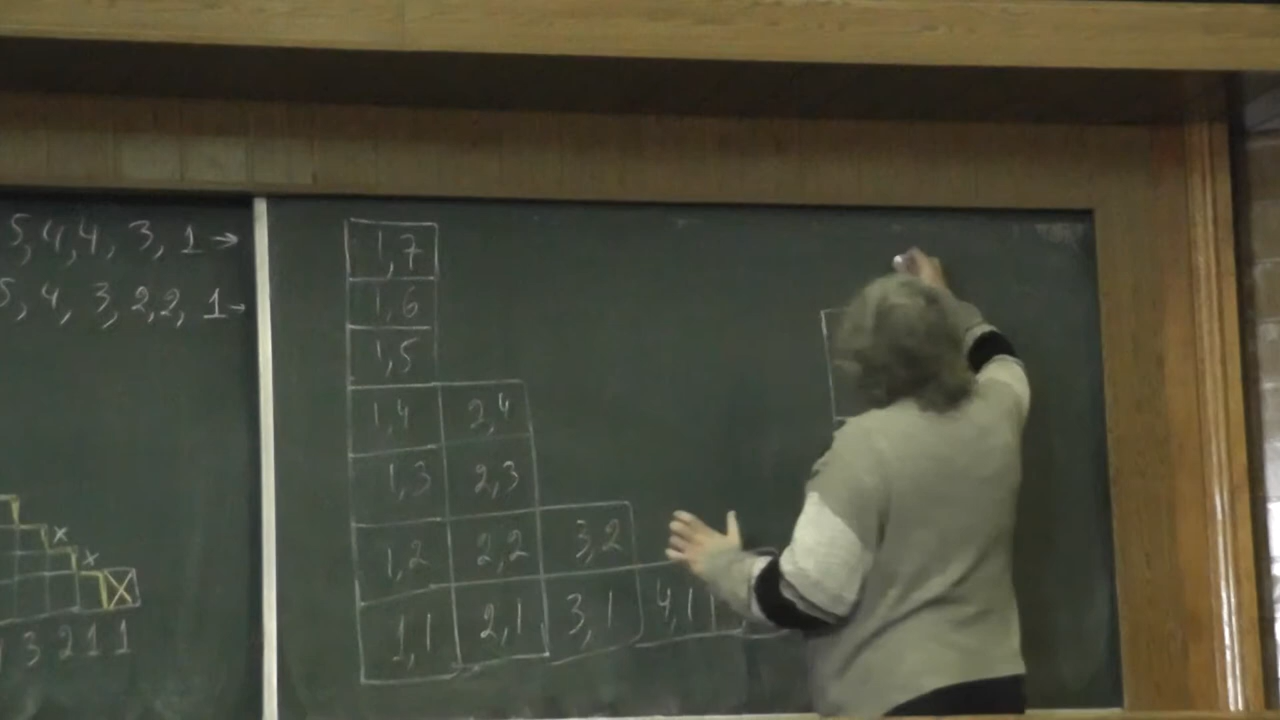 5,4,4, 3, 1 →
5, 4, 3,2,2, 1→
x
x
X
3 2 1 1
1,7
1,6
1,5
1,4 2,4
1,3 2,3
1,2 2,2 3,2
1,1 2,1 3,1 4,1